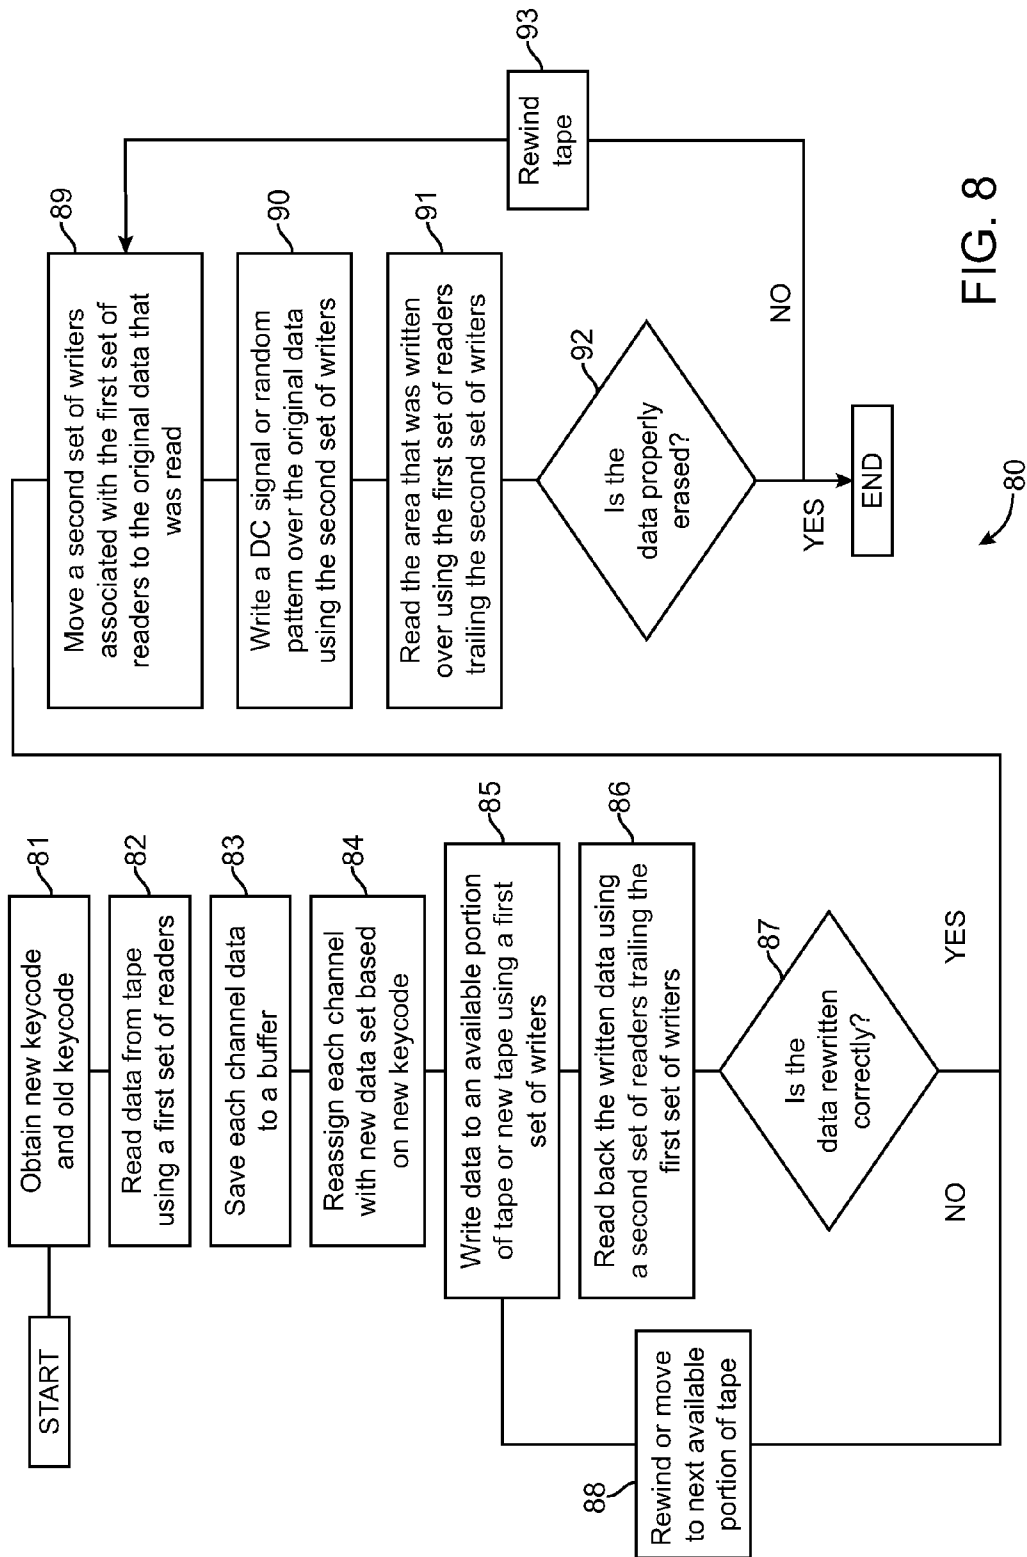 START
Obtain new keycode
and old keycode
81
Read data from tape
using a first set of readers
82
Save each channel data
to a buffer
83
Reassign each channel
with new data set based
on new keycode
84
Write data to an available portion
of tape or new tape using a first
set of writers
85
Read back the written data using
a second set of readers trailing the
first set of writers
86
Is the
data rewritten
correctly?
87
NO
YES
Rewind or move
to next available
portion of tape
88
Move a second set of writers
associated with the first set of
readers to the original data that
was read
89
Write a DC signal or random
pattern over the original data
using the second set of writers
90
Read the area that was written
over using the first set of readers
trailing the second set of writers
91
Is the
data properly
erased?
92
YES
NO
END
Rewind
tape
93
80
FIG. 8